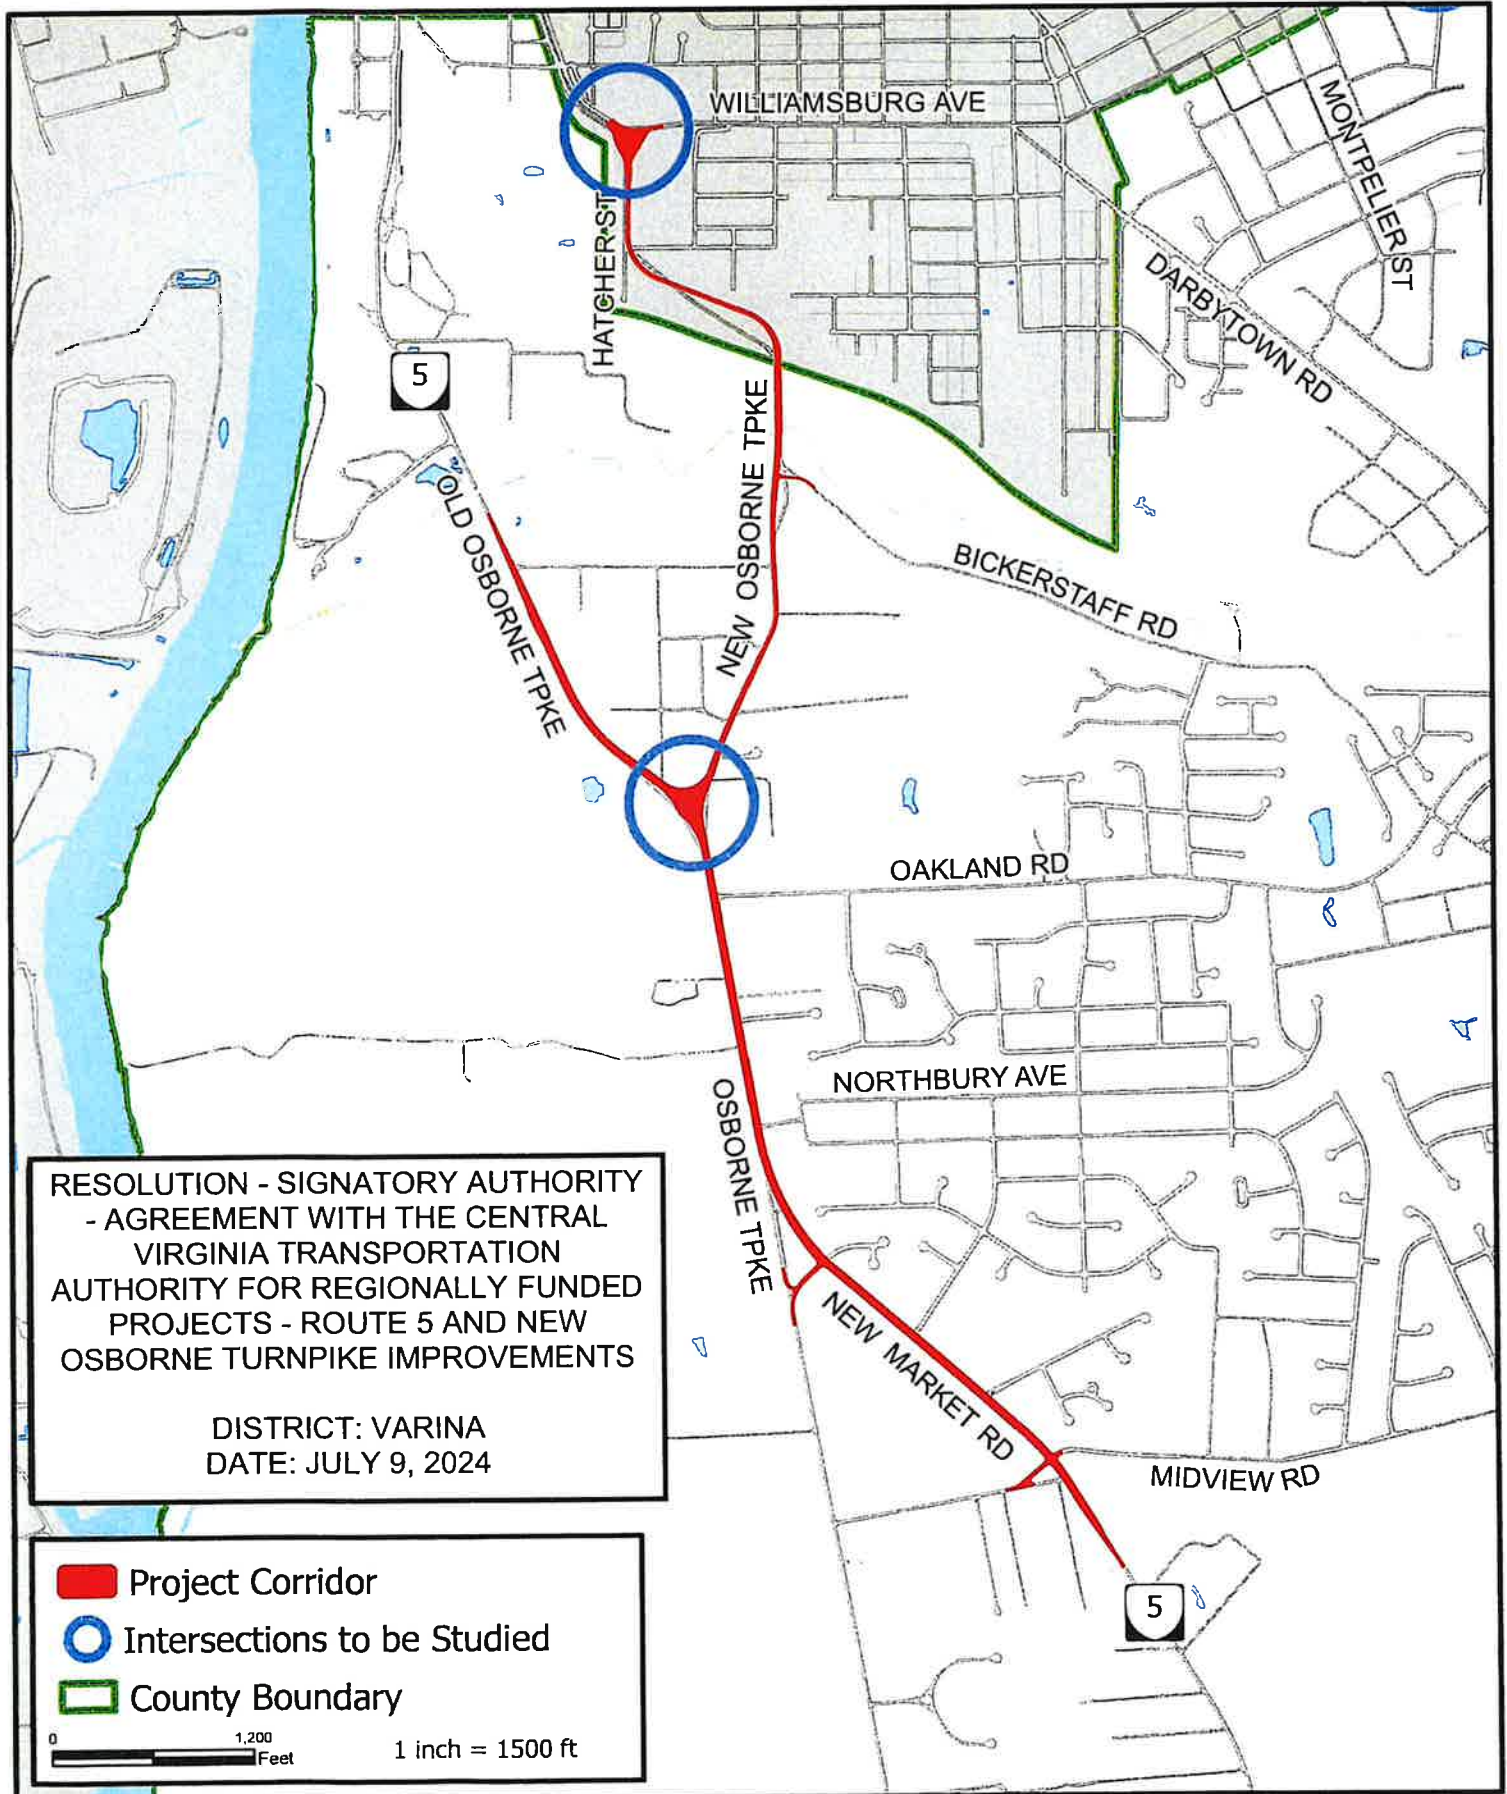 WILLIAMSBURG AVE
MONTPELIER ST
HATCHER ST
DARBYTOWN RD
5
NEW OSBORNE TPKE
OLD OSBORNE TPKE
BICKERSTAFF RD
OAKLAND RD
NORTHBURY AVE
OSBORNE TPKE
NEW MARKET RD
MIDVIEW RD
5
RESOLUTION - SIGNATORY AUTHORITY
- AGREEMENT WITH THE CENTRAL
VIRGINIA TRANSPORTATION
AUTHORITY FOR REGIONALLY FUNDED
PROJECTS - ROUTE 5 AND NEW
OSBORNE TURNPIKE IMPROVEMENTS
DISTRICT: VARINA
DATE: JULY 9, 2024
Project Corridor
Intersections to be Studied
County Boundary
0 1,200
Feet
1 inch = 1500 ft